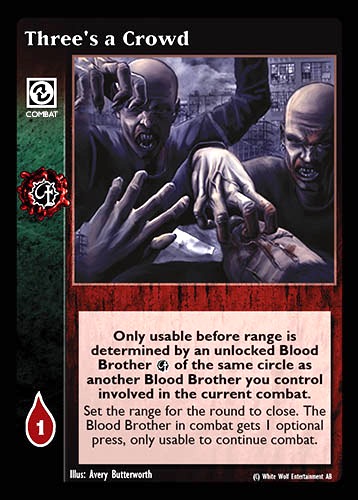 Three's a Crowd
COMBAT
Only usable before range is
determined by an unlocked Blood
Brother of the same circle as
another Blood Brother you control
involved in the current combat.
Set the range for the round to close. The
Blood Brother in combat gets 1 optional
press, only usable to continue combat.
1
Illus: Avery Butterworth
(C) White Wolf Entertainment AB